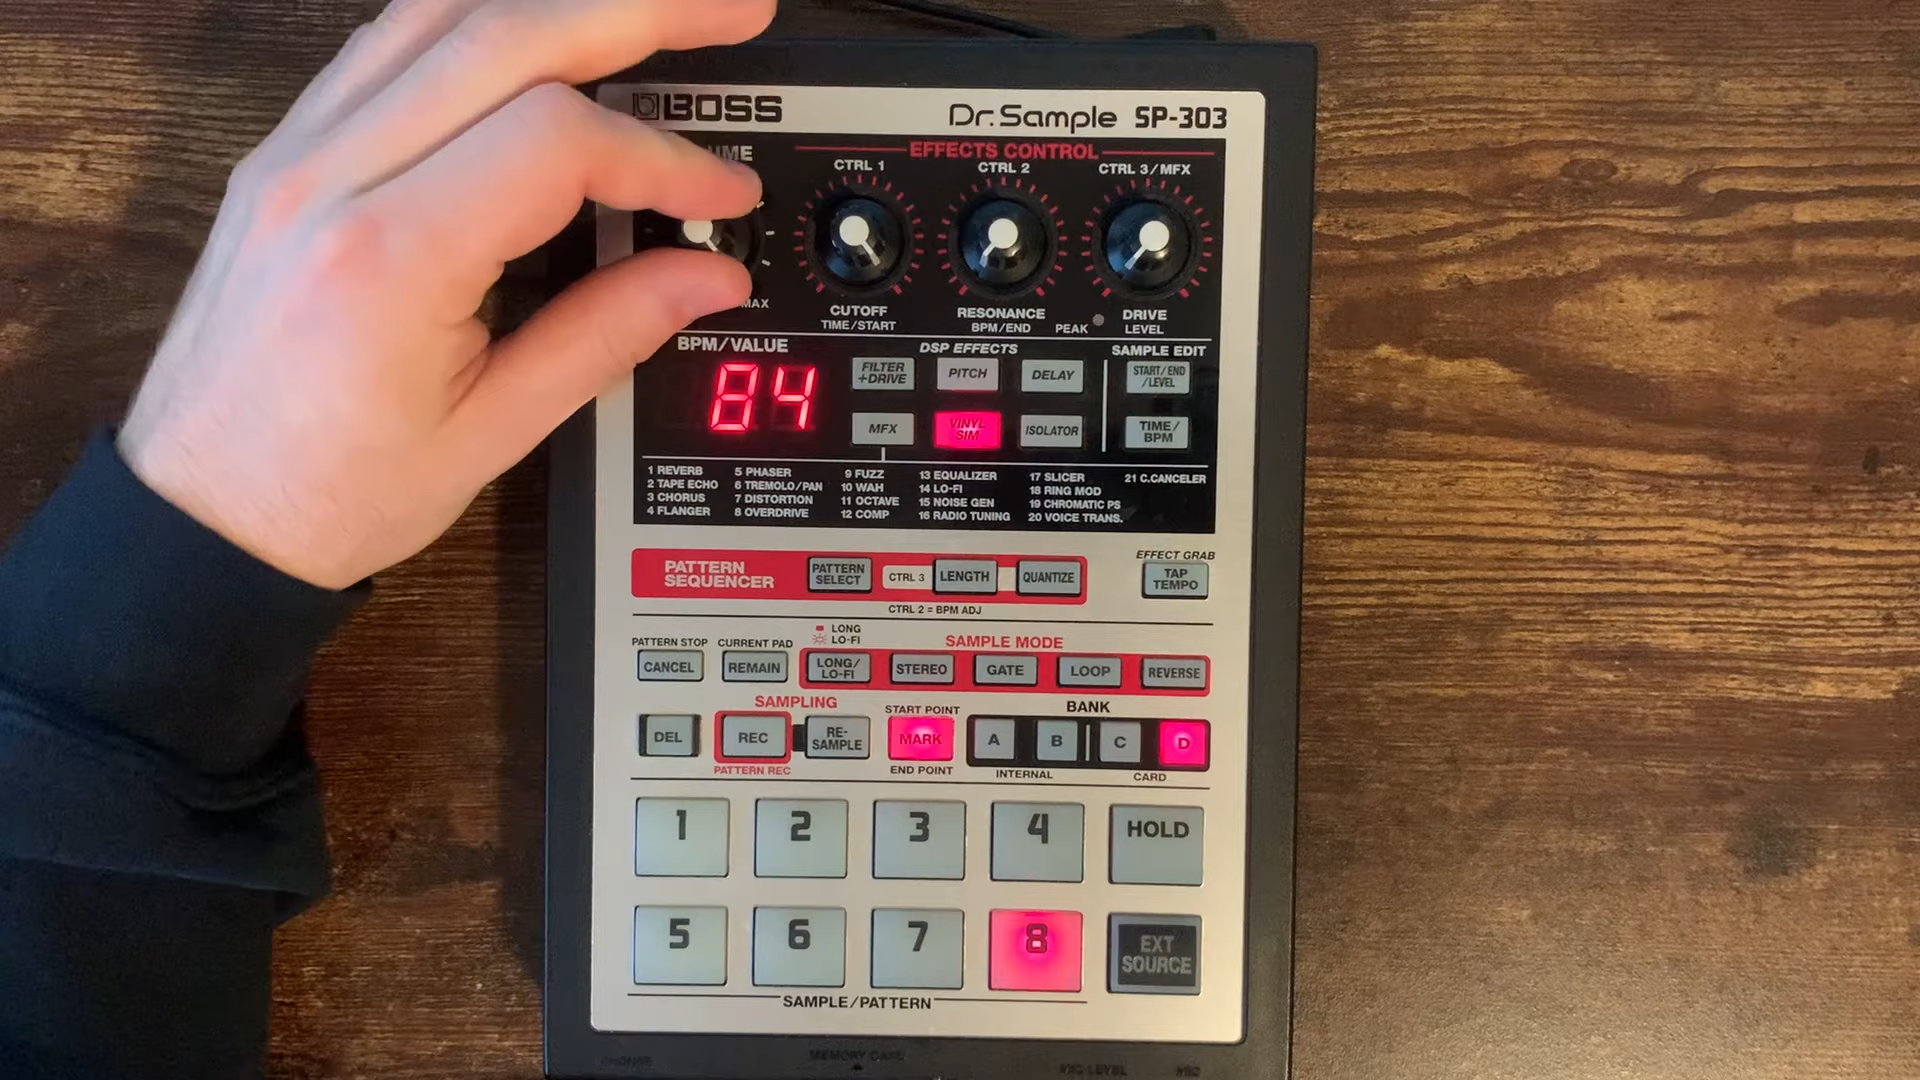 BOSS
Dr. Sample SP-303
EFFECTS CONTROL
CTRL 1
CTRL 2
CTRL 3/MFX
MAX
CUTOFF
TIME/START
RESONANCE
BPM/END
PEAK
DRIVE
LEVEL
BPM/VALUE
DSP EFFECTS
SAMPLE EDIT
84
FILTER
+DRIVE
PITCH
DELAY
START/END
/LEVEL
MFX
VINYL
SIM
ISOLATOR
TIME/
BPM
1 REVERB
2 TAPE ECHO
3 CHORUS
4 FLANGER
5 PHASER
6 TREMOLO/PAN
7 DISTORTION
8 OVERDRIVE
9 FUZZ
10 WAH
11 OCTAVE
12 COMP
13 EQUALIZER
14 LO-FI
15 NOISE GEN
16 RADIO TUNING
17 SLICER
18 RING MOD
19 CHROMATIC PS
20 VOICE TRANS.
21 C.CANCELER
PATTERN
SEQUENCER
PATTERN
SELECT
CTRL 3
LENGTH
QUANTIZE
CTRL 2 = BPM ADJ
EFFECT GRAB
TAP
TEMPO
PATTERN STOP
CANCEL
CURRENT PAD
REMAIN
LONG
LO-FI
SAMPLE MODE
LONG/
LO-FI
STEREO
GATE
LOOP
REVERSE
SAMPLING
DEL
REC
PATTERN REC
RE-
SAMPLE
START POINT
MARK
END POINT
BANK
A
B
C
D
INTERNAL
CARD
1
2
3
4
HOLD
5
6
7
8
EXT
SOURCE
SAMPLE/PATTERN
MEMORY CARD